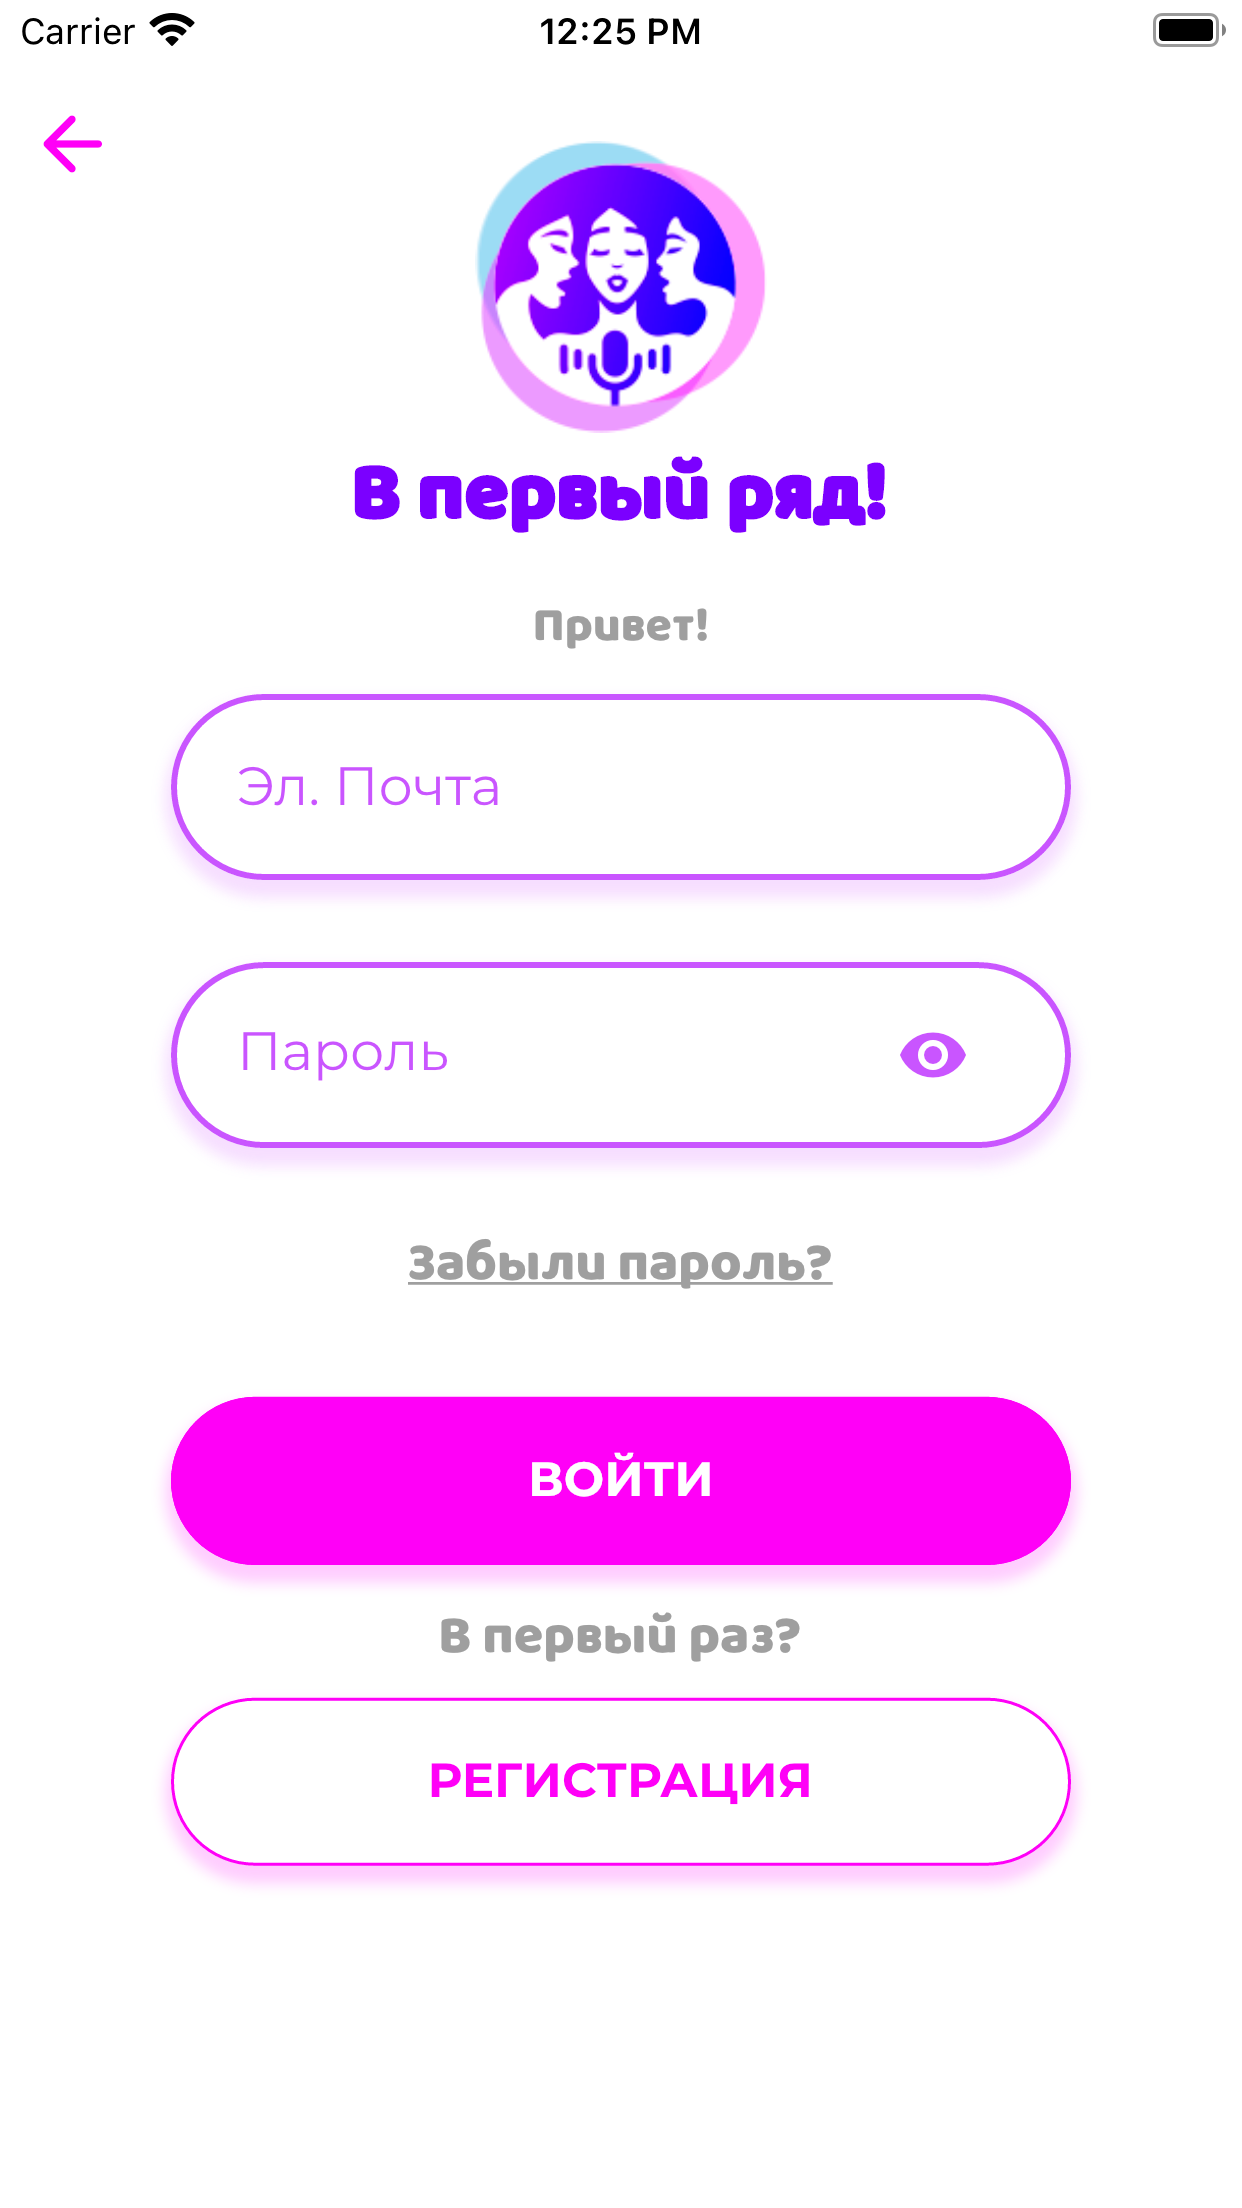 Carrier 12:25 PM
В первый ряд!
Привет!
Эл. Почта
Пароль
Забыли пароль?
ВОЙТИ
В первый раз?
РЕГИСТРАЦИЯ